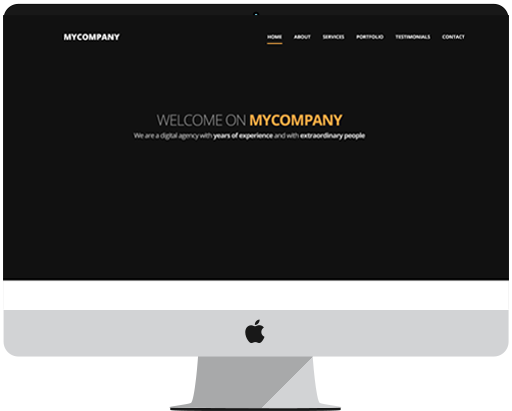 MYCOMPANY
HOME ABOUT SERVICES PORTFOLIO TESTIMONIALS CONTACT
WELCOME ON MYCOMPANY
We are a digital agency with years of experience and with extraordinary people